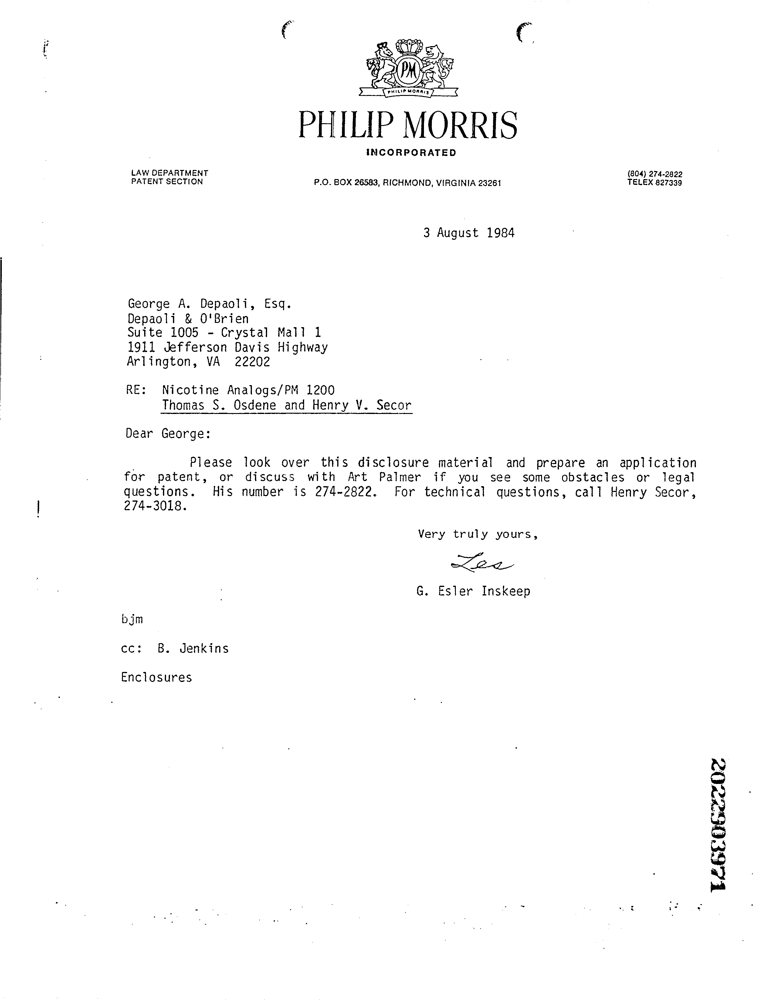 PM
PHILIP MORRIS
PHILIP MORRIS
INCORPORATED
LAW DEPARTMENT
PATENT SECTION
P.O. BOX 26583, RICHMOND, VIRGINIA 23261
(804) 274-2822
TELEX 827339
3 August 1984
George A. Depaoli, Esq.
Depaoli & O'Brien
Suite 1005 - Crystal Mall 1
1911 Jefferson Davis Highway
Arlington, VA 22202
RE: Nicotine Analogs/PM 1200
Thomas S. Osdene and Henry V. Secor
Dear George:
Please look over this disclosure material and prepare an application
for patent, or discuss with Art Palmer if you see some obstacles or legal
questions. His number is 274-2822. For technical questions, call Henry Secor,
274-3018.
Very truly yours,
Les
G. Esler Inskeep
bjm
cc: B. Jenkins
Enclosures
2022903971